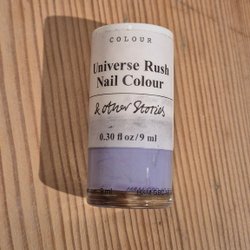 COLOUR
Universe Rush
Nail Colour
& other Stories
0.30 fl oz/9 ml